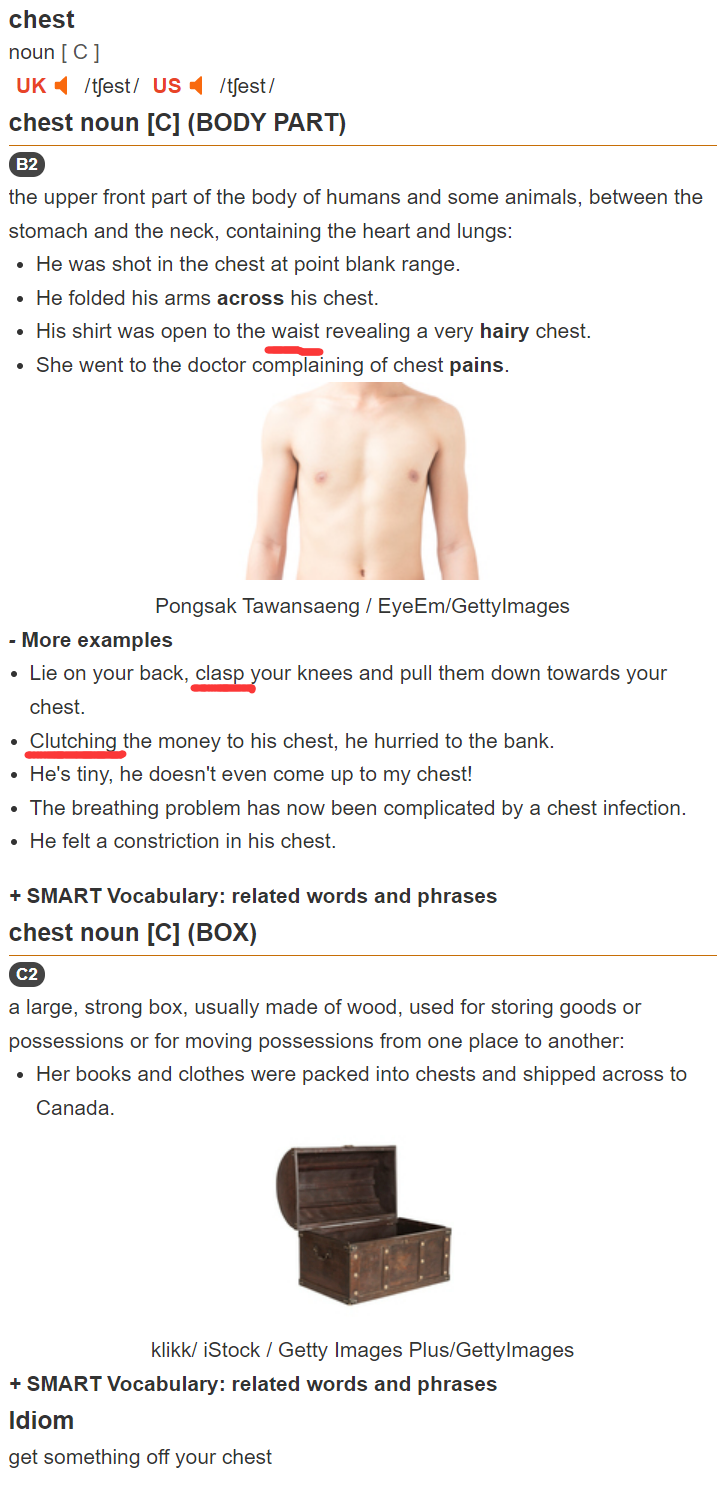 chest
noun [ C ]
UK /tʃest/ US /tʃest/
chest noun [C] (BODY PART)
B2
the upper front part of the body of humans and some animals, between the
stomach and the neck, containing the heart and lungs:
• He was shot in the chest at point blank range.
• He folded his arms across his chest.
• His shirt was open to the waist revealing a very hairy chest.
• She went to the doctor complaining of chest pains.
Pongsak Tawansaeng / EyeEm/GettyImages
- More examples
• Lie on your back, clasp your knees and pull them down towards your
chest.
• Clutching the money to his chest, he hurried to the bank.
• He's tiny, he doesn't even come up to my chest!
• The breathing problem has now been complicated by a chest infection.
• He felt a constriction in his chest.
+ SMART Vocabulary: related words and phrases
chest noun [C] (BOX)
C2
a large, strong box, usually made of wood, used for storing goods or
possessions or for moving possessions from one place to another:
• Her books and clothes were packed into chests and shipped across to
Canada.
klikk/ iStock / Getty Images Plus/GettyImages
+ SMART Vocabulary: related words and phrases
Idiom
get something off your chest